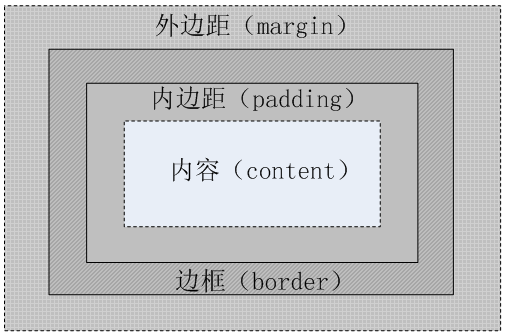 外边距（margin）
内边距（padding）
内容（content）
边框（border）